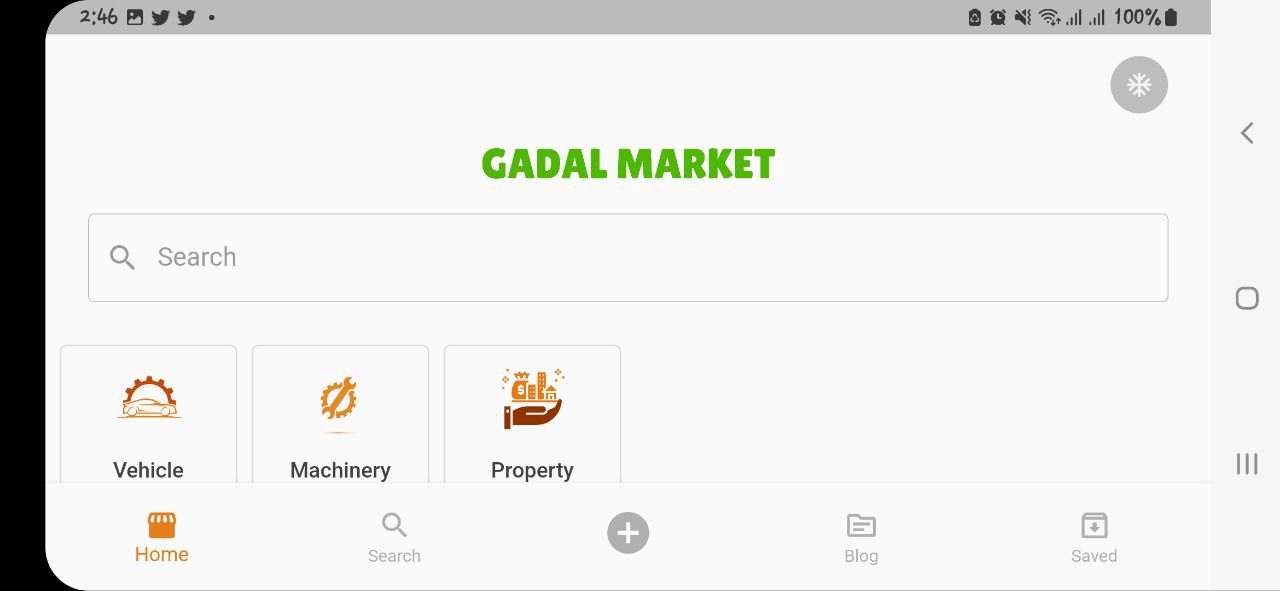 2:46
100%
GADAL MARKET
Search
Vehicle
Machinery
Property
Home
Search
Blog
Saved